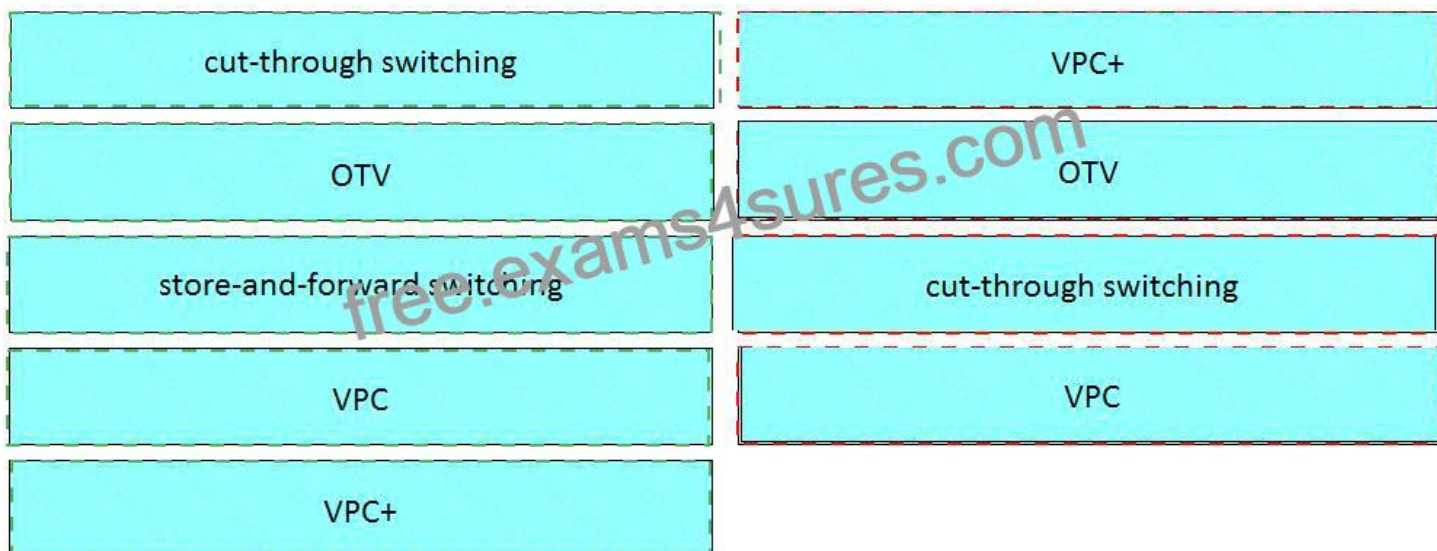 cut-through switching
OTV
store-and-forward switching
VPC
VPC+
VPC+
OTV
cut-through switching
VPC
free.exams4sures.com